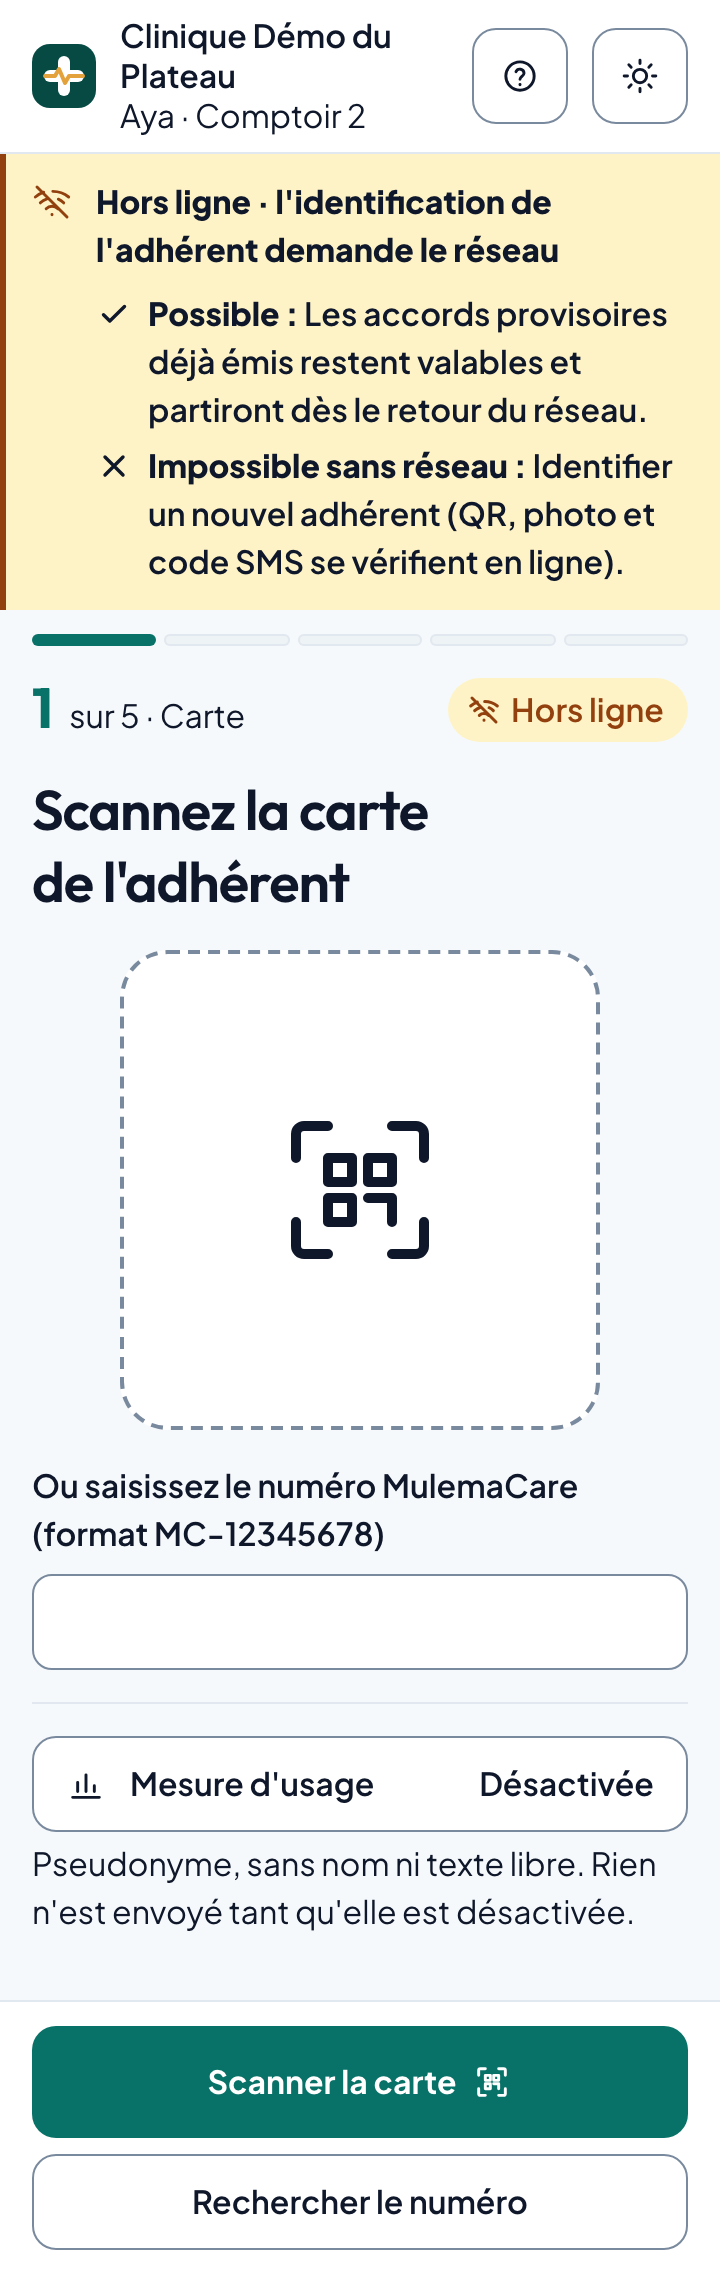 Clinique Démo du
Plateau
Aya · Comptoir 2
Hors ligne · l'identification de
l'adhérent demande le réseau
Possible : Les accords provisoires
déjà émis restent valables et
partiront dès le retour du réseau.
Impossible sans réseau : Identifier
un nouvel adhérent (QR, photo et
code SMS se vérifient en ligne).
1 sur 5 · Carte
Hors ligne
Scannez la carte
de l'adhérent
Ou saisissez le numéro MulemaCare
(format MC-12345678)
Mesure d'usage
Désactivée
Pseudonyme, sans nom ni texte libre. Rien
n'est envoyé tant qu'elle est désactivée.
Scanner la carte
Rechercher le numéro